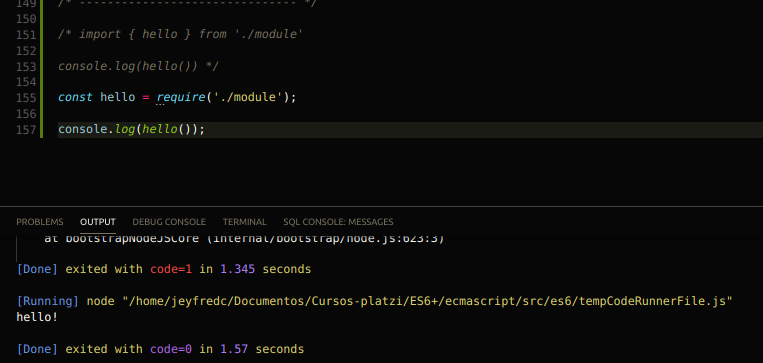 149 /* ------------------------------- */
150
151 /* import { hello } from './module'
152
153 console.log(hello()) */
154
155 const hello = require('./module');
156
157 console.log(hello());
PROBLEMS OUTPUT DEBUG CONSOLE TERMINAL SQL CONSOLE: MESSAGES
at bootstrapNodeJSCore (internal/bootstrap/node.js:623:3)
[Done] exited with code=1 in 1.345 seconds
[Running] node "/home/jeyfredc/Documentos/Cursos-platzi/ES6+/ecmascript/src/es6/tempCodeRunnerFile.js"
hello!
[Done] exited with code=0 in 1.57 seconds